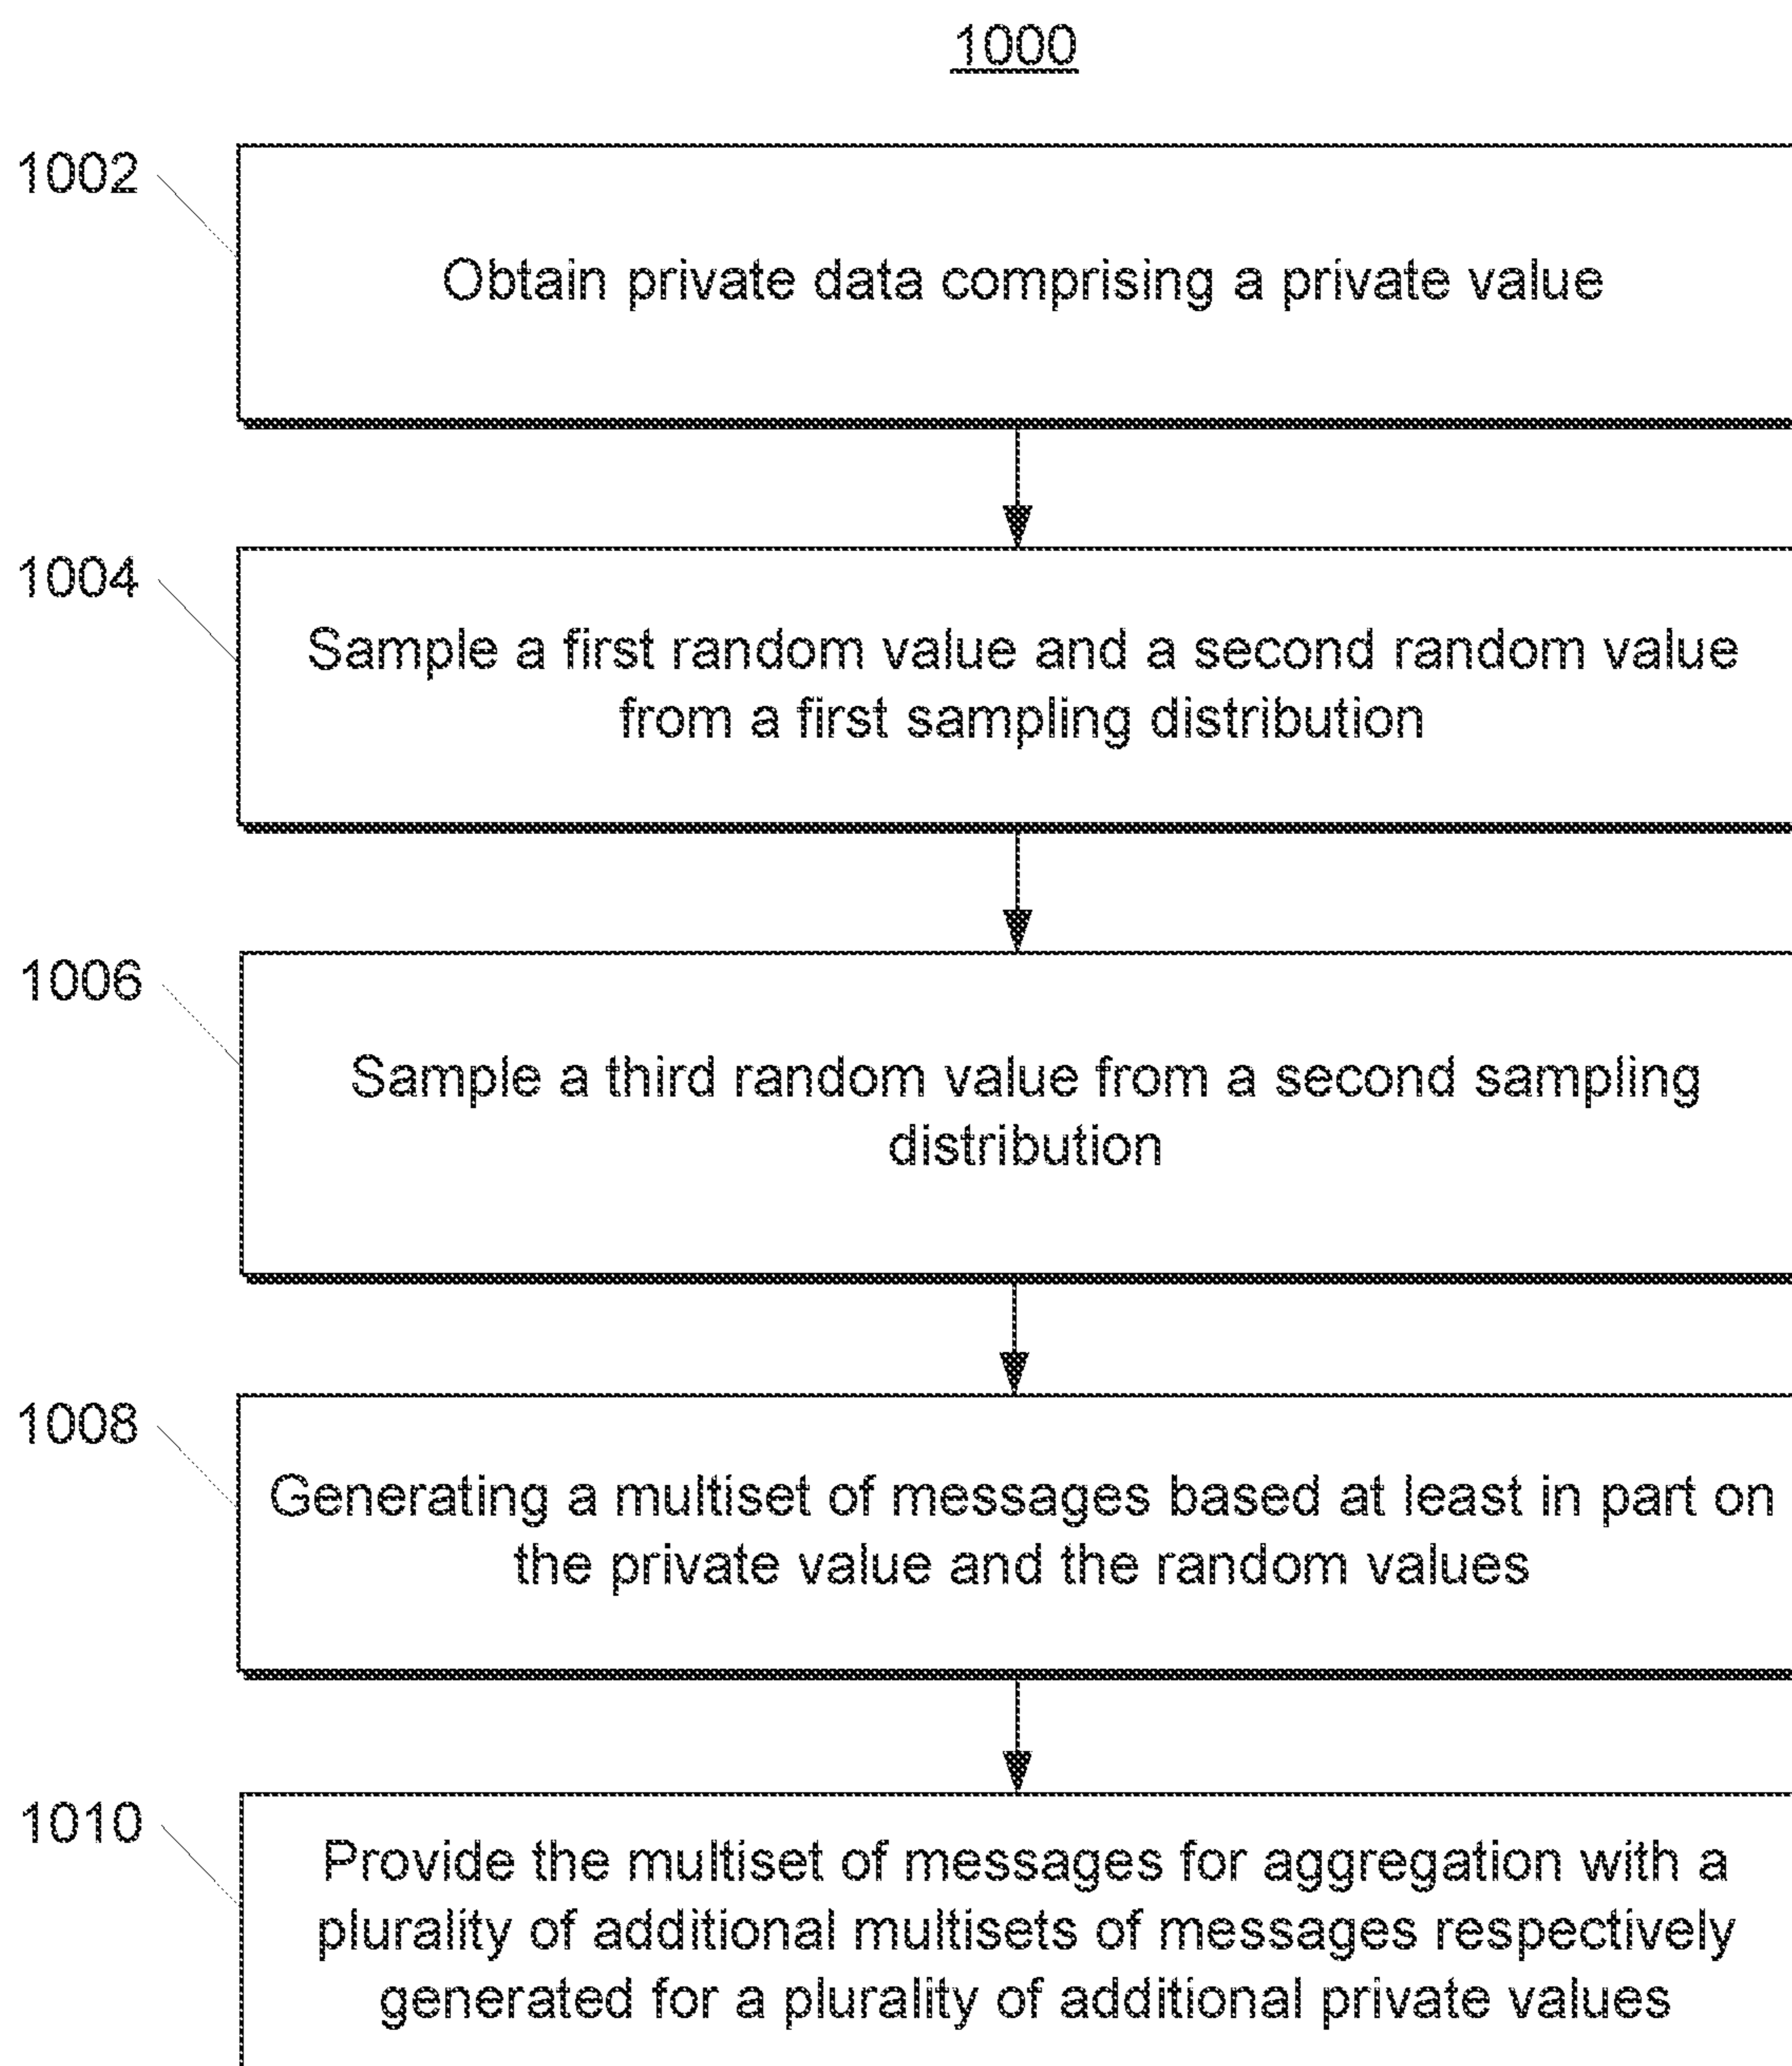 1000
1002
Obtain private data comprising a private value
1004
Sample a first random value and a second random value
from a first sampling distribution
1006
Sample a third random value from a second sampling
distribution
1008
Generating a multiset of messages based at least in part on
the private value and the random values
1010
Provide the multiset of messages for aggregation with a
plurality of additional multisets of messages respectively
generated for a plurality of additional private values